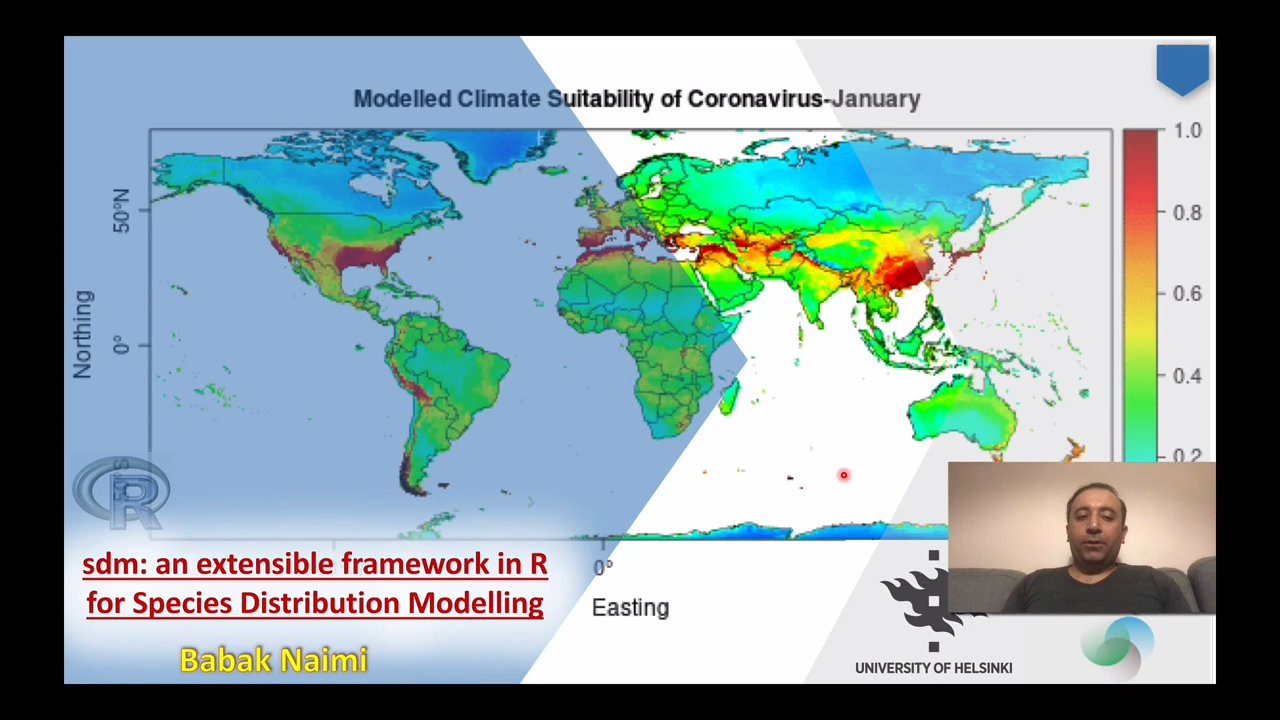 Modelled Climate Suitability of Coronavirus-January
1.0
50°N
0.8
0.6
Northing
0°
0.4
0.2
R
sdm: an extensible framework in R
0°
for Species Distribution Modelling
Easting
Babak Naimi
UNIVERSITY OF HELSINKI